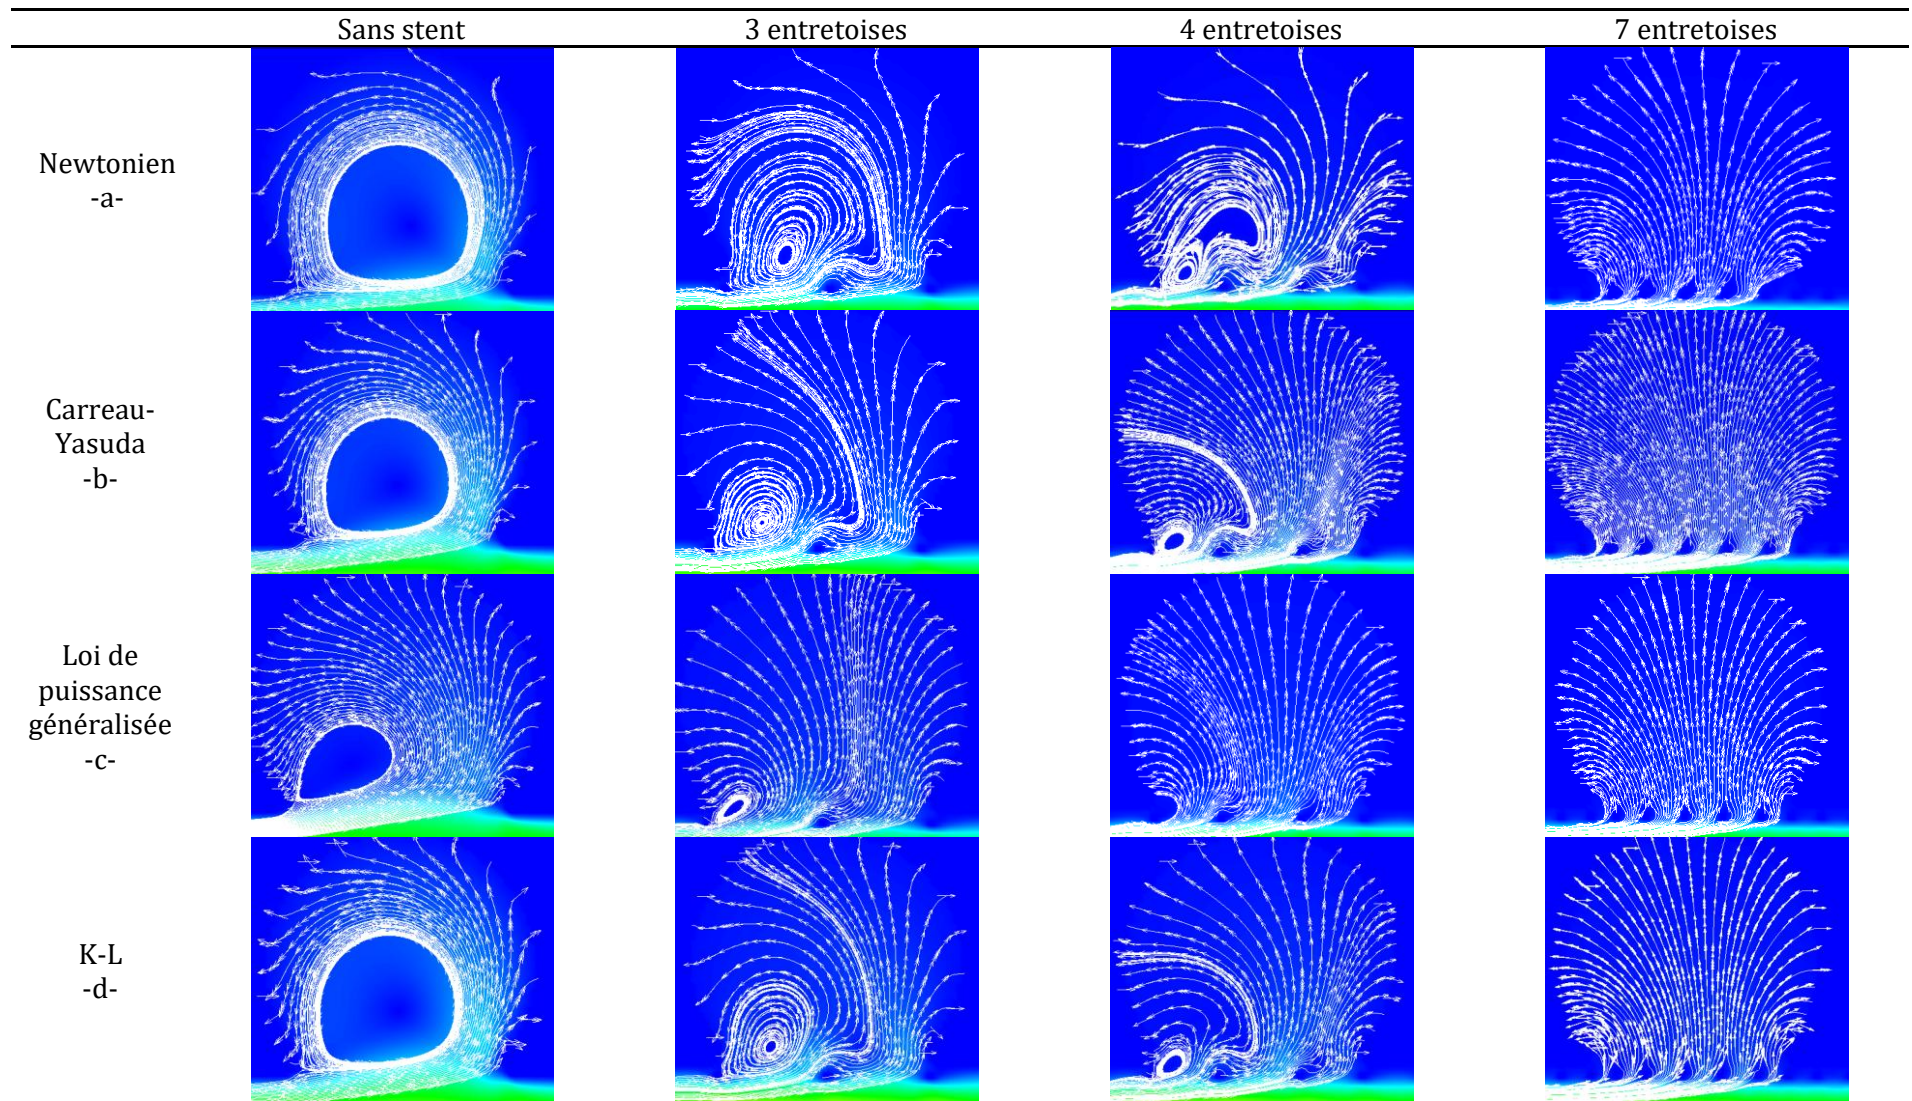 Sans stent 3 entretoises 4 entretoises 7 entretoises
Newtonien
-a-
Carreau-
Yasuda
-b-
Loi de
puissance
généralisée
-c-
K-L
-d-